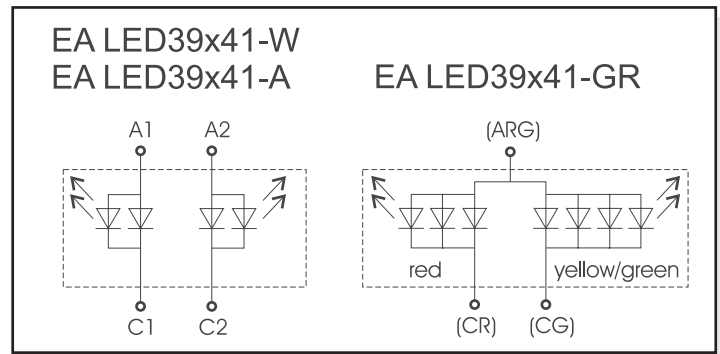 EA LED39x41-W
EA LED39x41-A
EA LED39x41-GR
A1 A2
(ARG)
red
yellow/green
C1 C2
(CR) (CG)